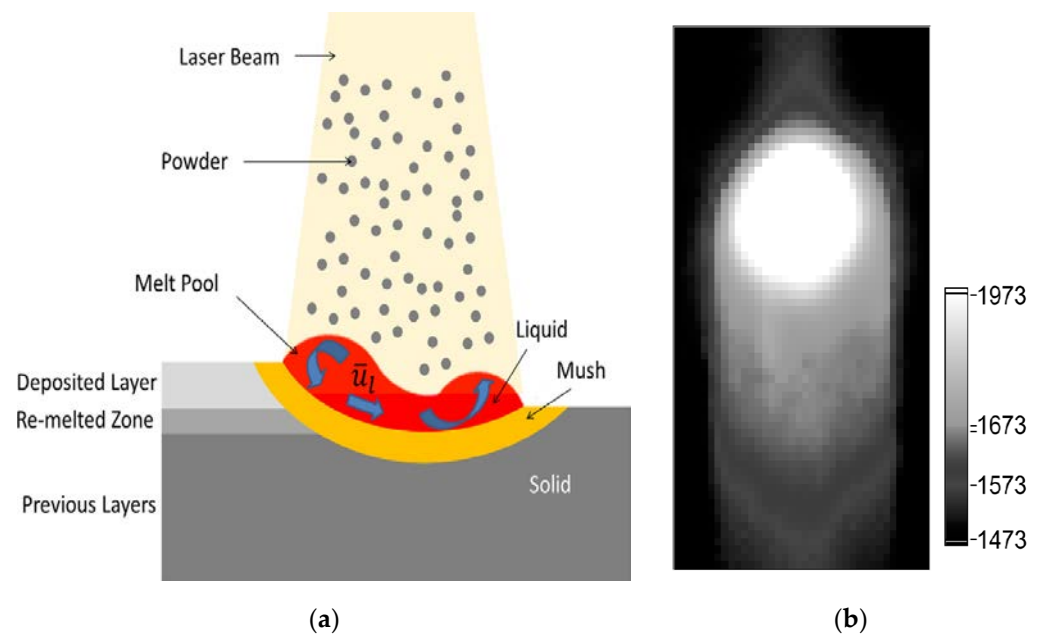 Laser Beam
Powder
Melt Pool
Liquid
Mush
ūₗ
Deposited Layer
Re-melted Zone
Solid
Previous Layers
1973
1673
1573
1473
(a)
(b)